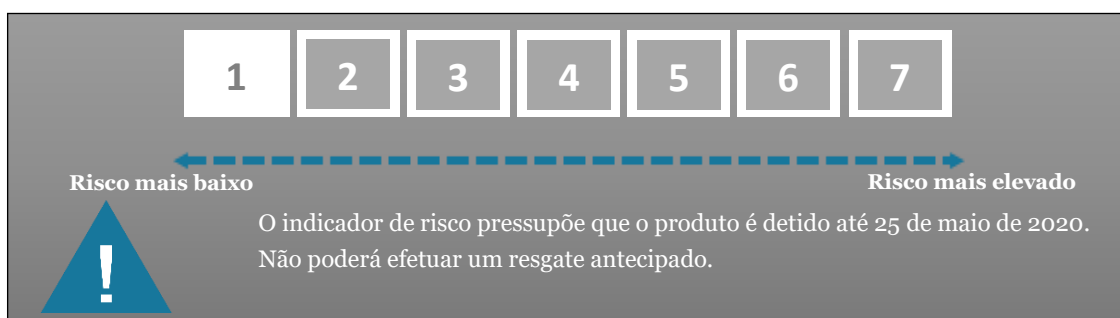 1 2 3 4 5 6 7
Risco mais baixo Risco mais elevado
O indicador de risco pressupõe que o produto é detido até 25 de maio de 2020.
Não poderá efetuar um resgate antecipado.
!